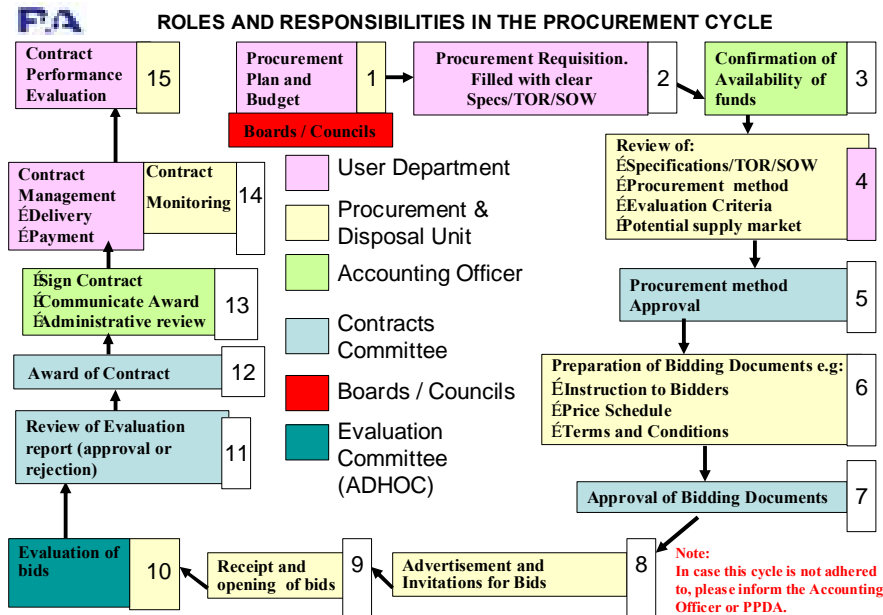 PPDA
ROLES AND RESPONSIBILITIES IN THE PROCUREMENT CYCLE
Procurement
Plan and
Budget
1
Boards / Councils
Procurement Requisition.
Filled with clear
Specs/TOR/SOW
2
Confirmation of
Availability of
funds
3
Review of:
ÉSpecifications/TOR/SOW
ÉProcurement method
ÉEvaluation Criteria
ÉPotential supply market
4
Procurement method
Approval
5
Preparation of Bidding Documents e.g:
ÉInstruction to Bidders
ÉPrice Schedule
ÉTerms and Conditions
6
Approval of Bidding Documents
7
Advertisement and
Invitations for Bids
8
Receipt and
opening of bids
9
Evaluation of
bids
10
Review of Evaluation
report (approval or
rejection)
11
Award of Contract
12
ÉSign Contract
ÉCommunicate Award
ÉAdministrative review
13
Contract
Management
ÉDelivery
ÉPayment
Contract
Monitoring
14
Contract
Performance
Evaluation
15
User Department
Procurement &
Disposal Unit
Accounting Officer
Contracts
Committee
Boards / Councils
Evaluation
Committee
(ADHOC)
Note:
In case this cycle is not adhered
to, please inform the Accounting
Officer or PPDA.